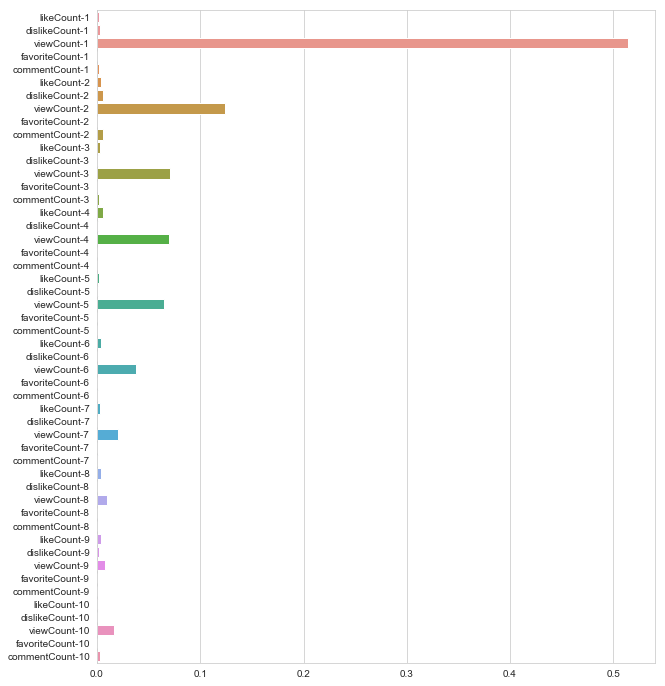 likeCount-1
dislikeCount-1
viewCount-1
favoriteCount-1
commentCount-1
likeCount-2
dislikeCount-2
viewCount-2
favoriteCount-2
commentCount-2
likeCount-3
dislikeCount-3
viewCount-3
favoriteCount-3
commentCount-3
likeCount-4
dislikeCount-4
viewCount-4
favoriteCount-4
commentCount-4
likeCount-5
dislikeCount-5
viewCount-5
favoriteCount-5
commentCount-5
likeCount-6
dislikeCount-6
viewCount-6
favoriteCount-6
commentCount-6
likeCount-7
dislikeCount-7
viewCount-7
favoriteCount-7
commentCount-7
likeCount-8
dislikeCount-8
viewCount-8
favoriteCount-8
commentCount-8
likeCount-9
dislikeCount-9
viewCount-9
favoriteCount-9
commentCount-9
likeCount-10
dislikeCount-10
viewCount-10
favoriteCount-10
commentCount-10
0.0 0.1 0.2 0.3 0.4 0.5